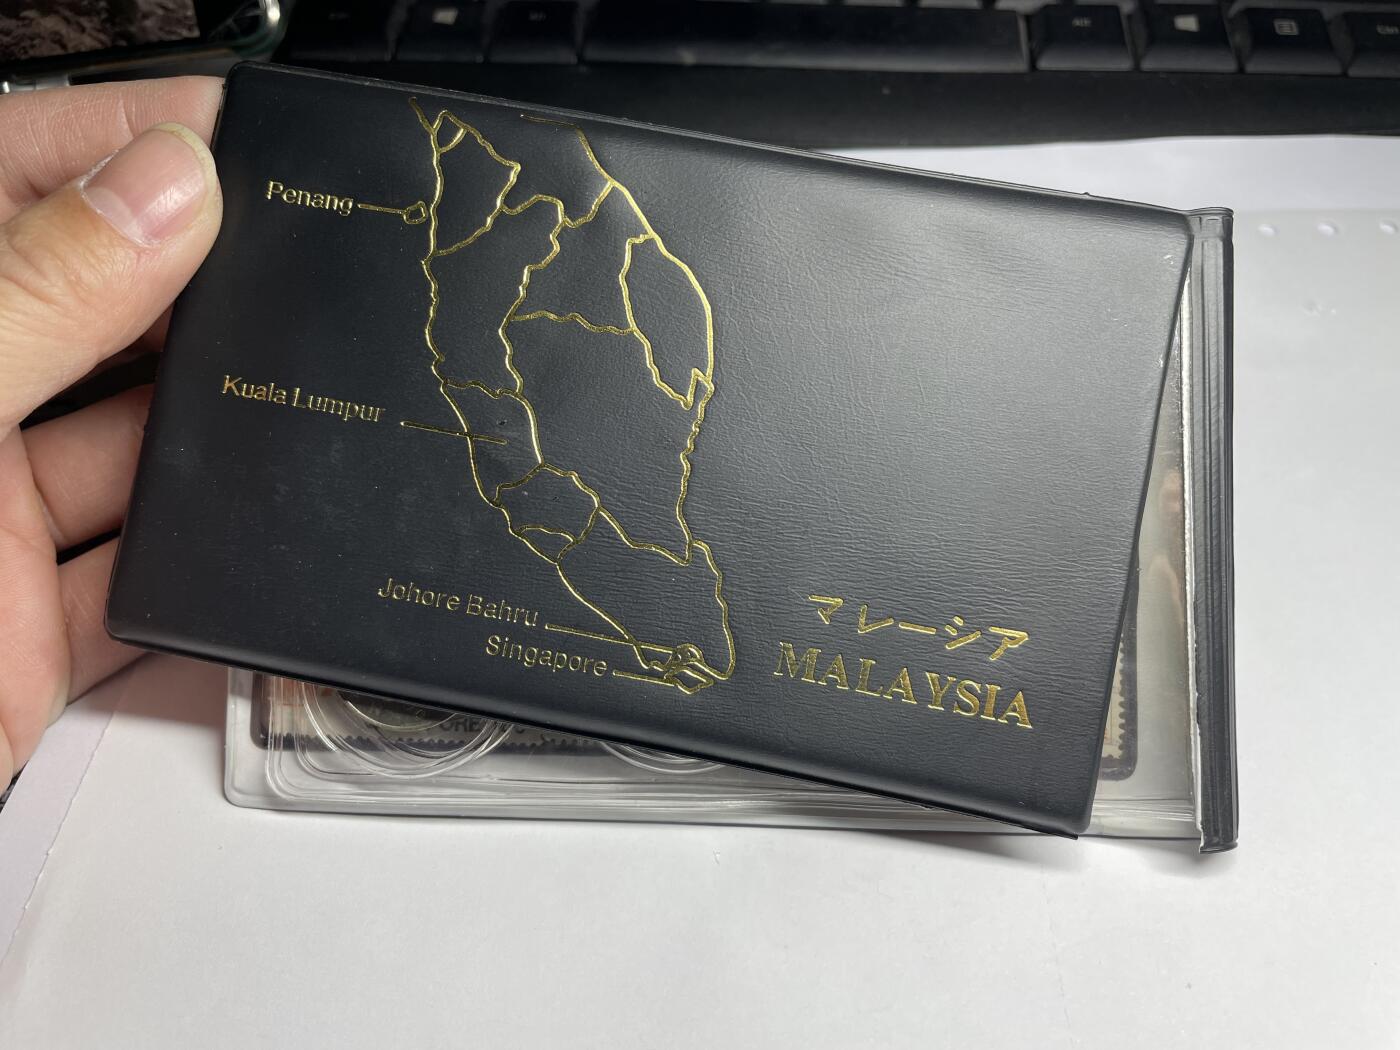 Penang
Kuala Lumpur
Johore Bahru
Singapore
マレーシア
MALAYSIA